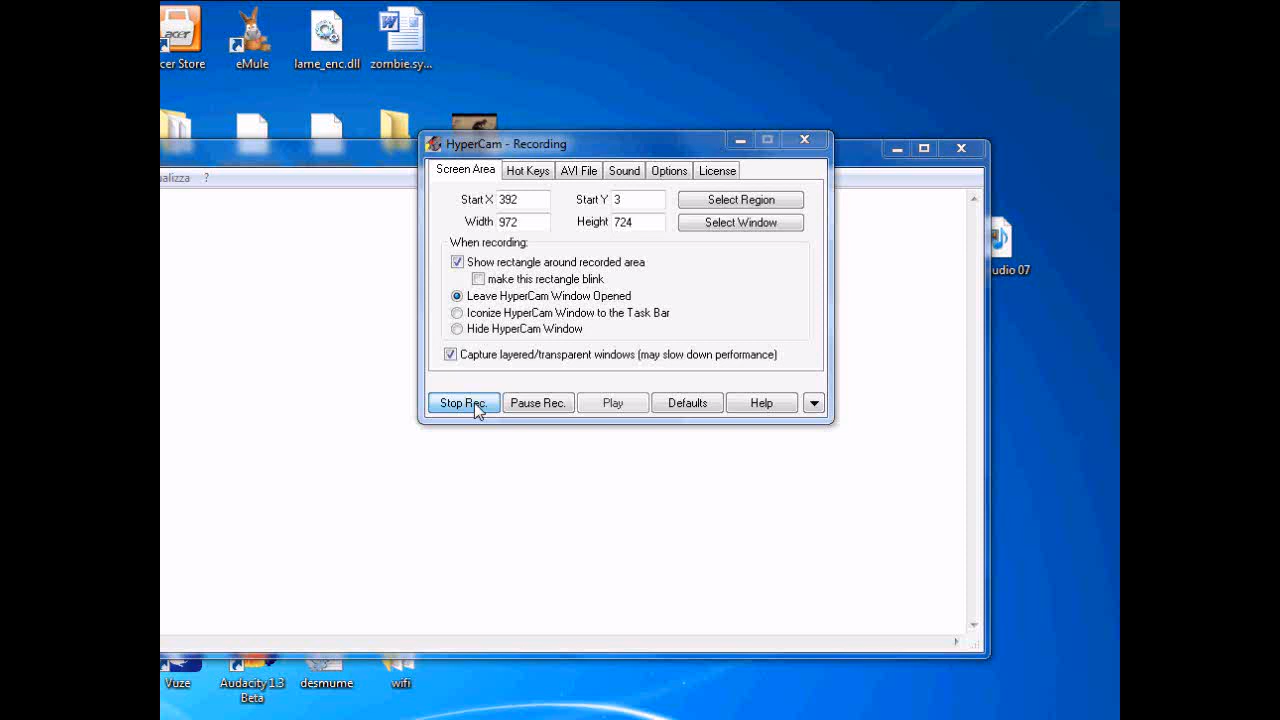 acer
cer Store
eMule
lame_enc.dll
zombie.sy...
HyperCam - Recording
ualizza ?
Screen Area Hot Keys AVI File Sound Options License
Start X 392 Start Y 3 Select Region
Width 972 Height 724 Select Window
When recording:
Show rectangle around recorded area
make this rectangle blink
Leave HyperCam Window Opened
Iconize HyperCam Window to the Task Bar
Hide HyperCam Window
Capture layered/transparent windows (may slow down performance)
Stop Rec. Pause Rec. Play Defaults Help
udio 07
Vuze
Audacity 1.3
Beta
desmume
wifi